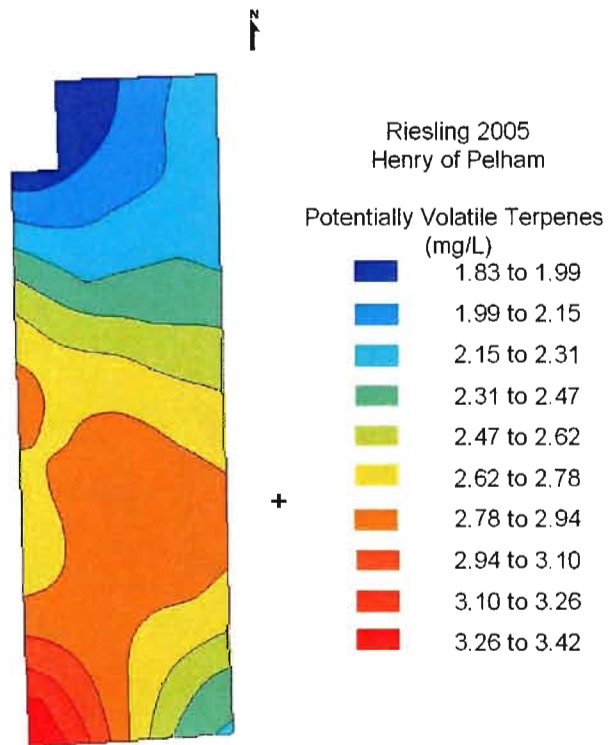 N
Riesling 2005
Henry of Pelham
Potentially Volatile Terpenes
(mg/L)
1.83 to 1.99
1.99 to 2.15
2.15 to 2.31
2.31 to 2.47
2.47 to 2.62
2.62 to 2.78
2.78 to 2.94
2.94 to 3.10
3.10 to 3.26
3.26 to 3.42